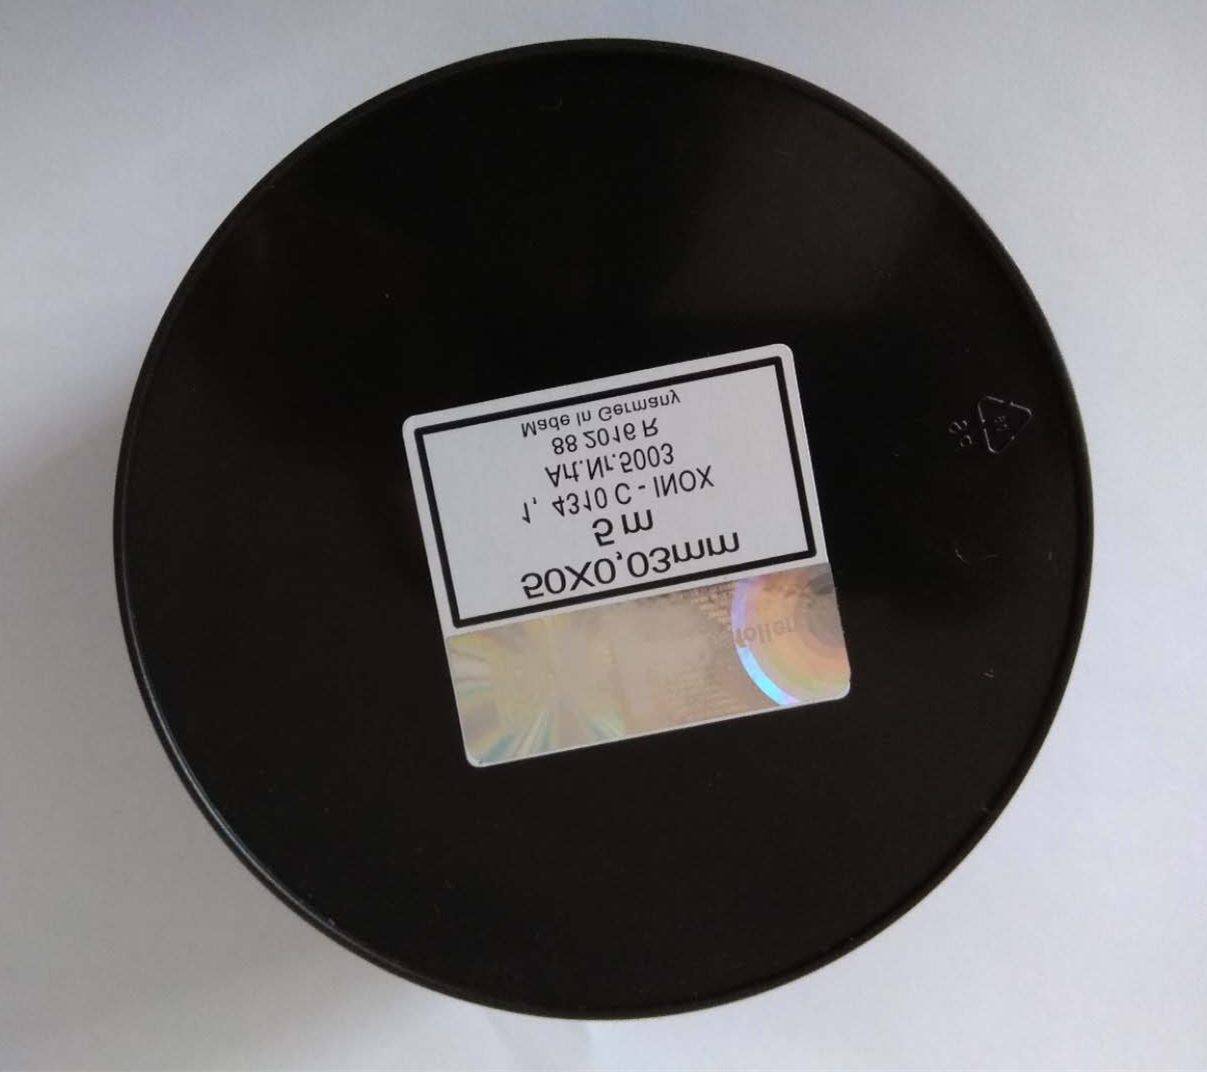 50X0,03mm
5 m
1, 4310 C - INOX
Art.Nr.5003
88 2016 R
Made in Germany